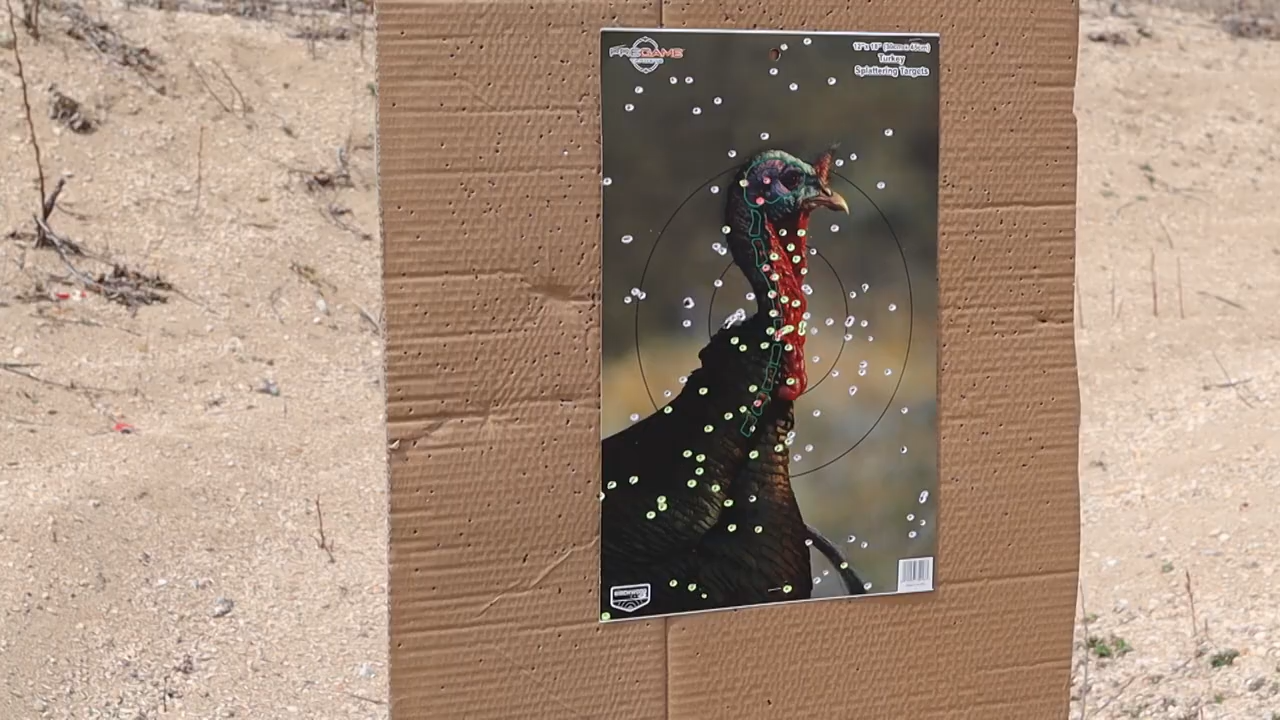 PREGAME
12"x 18" (30cm x 45cm)
Turkey
Splattering Targets